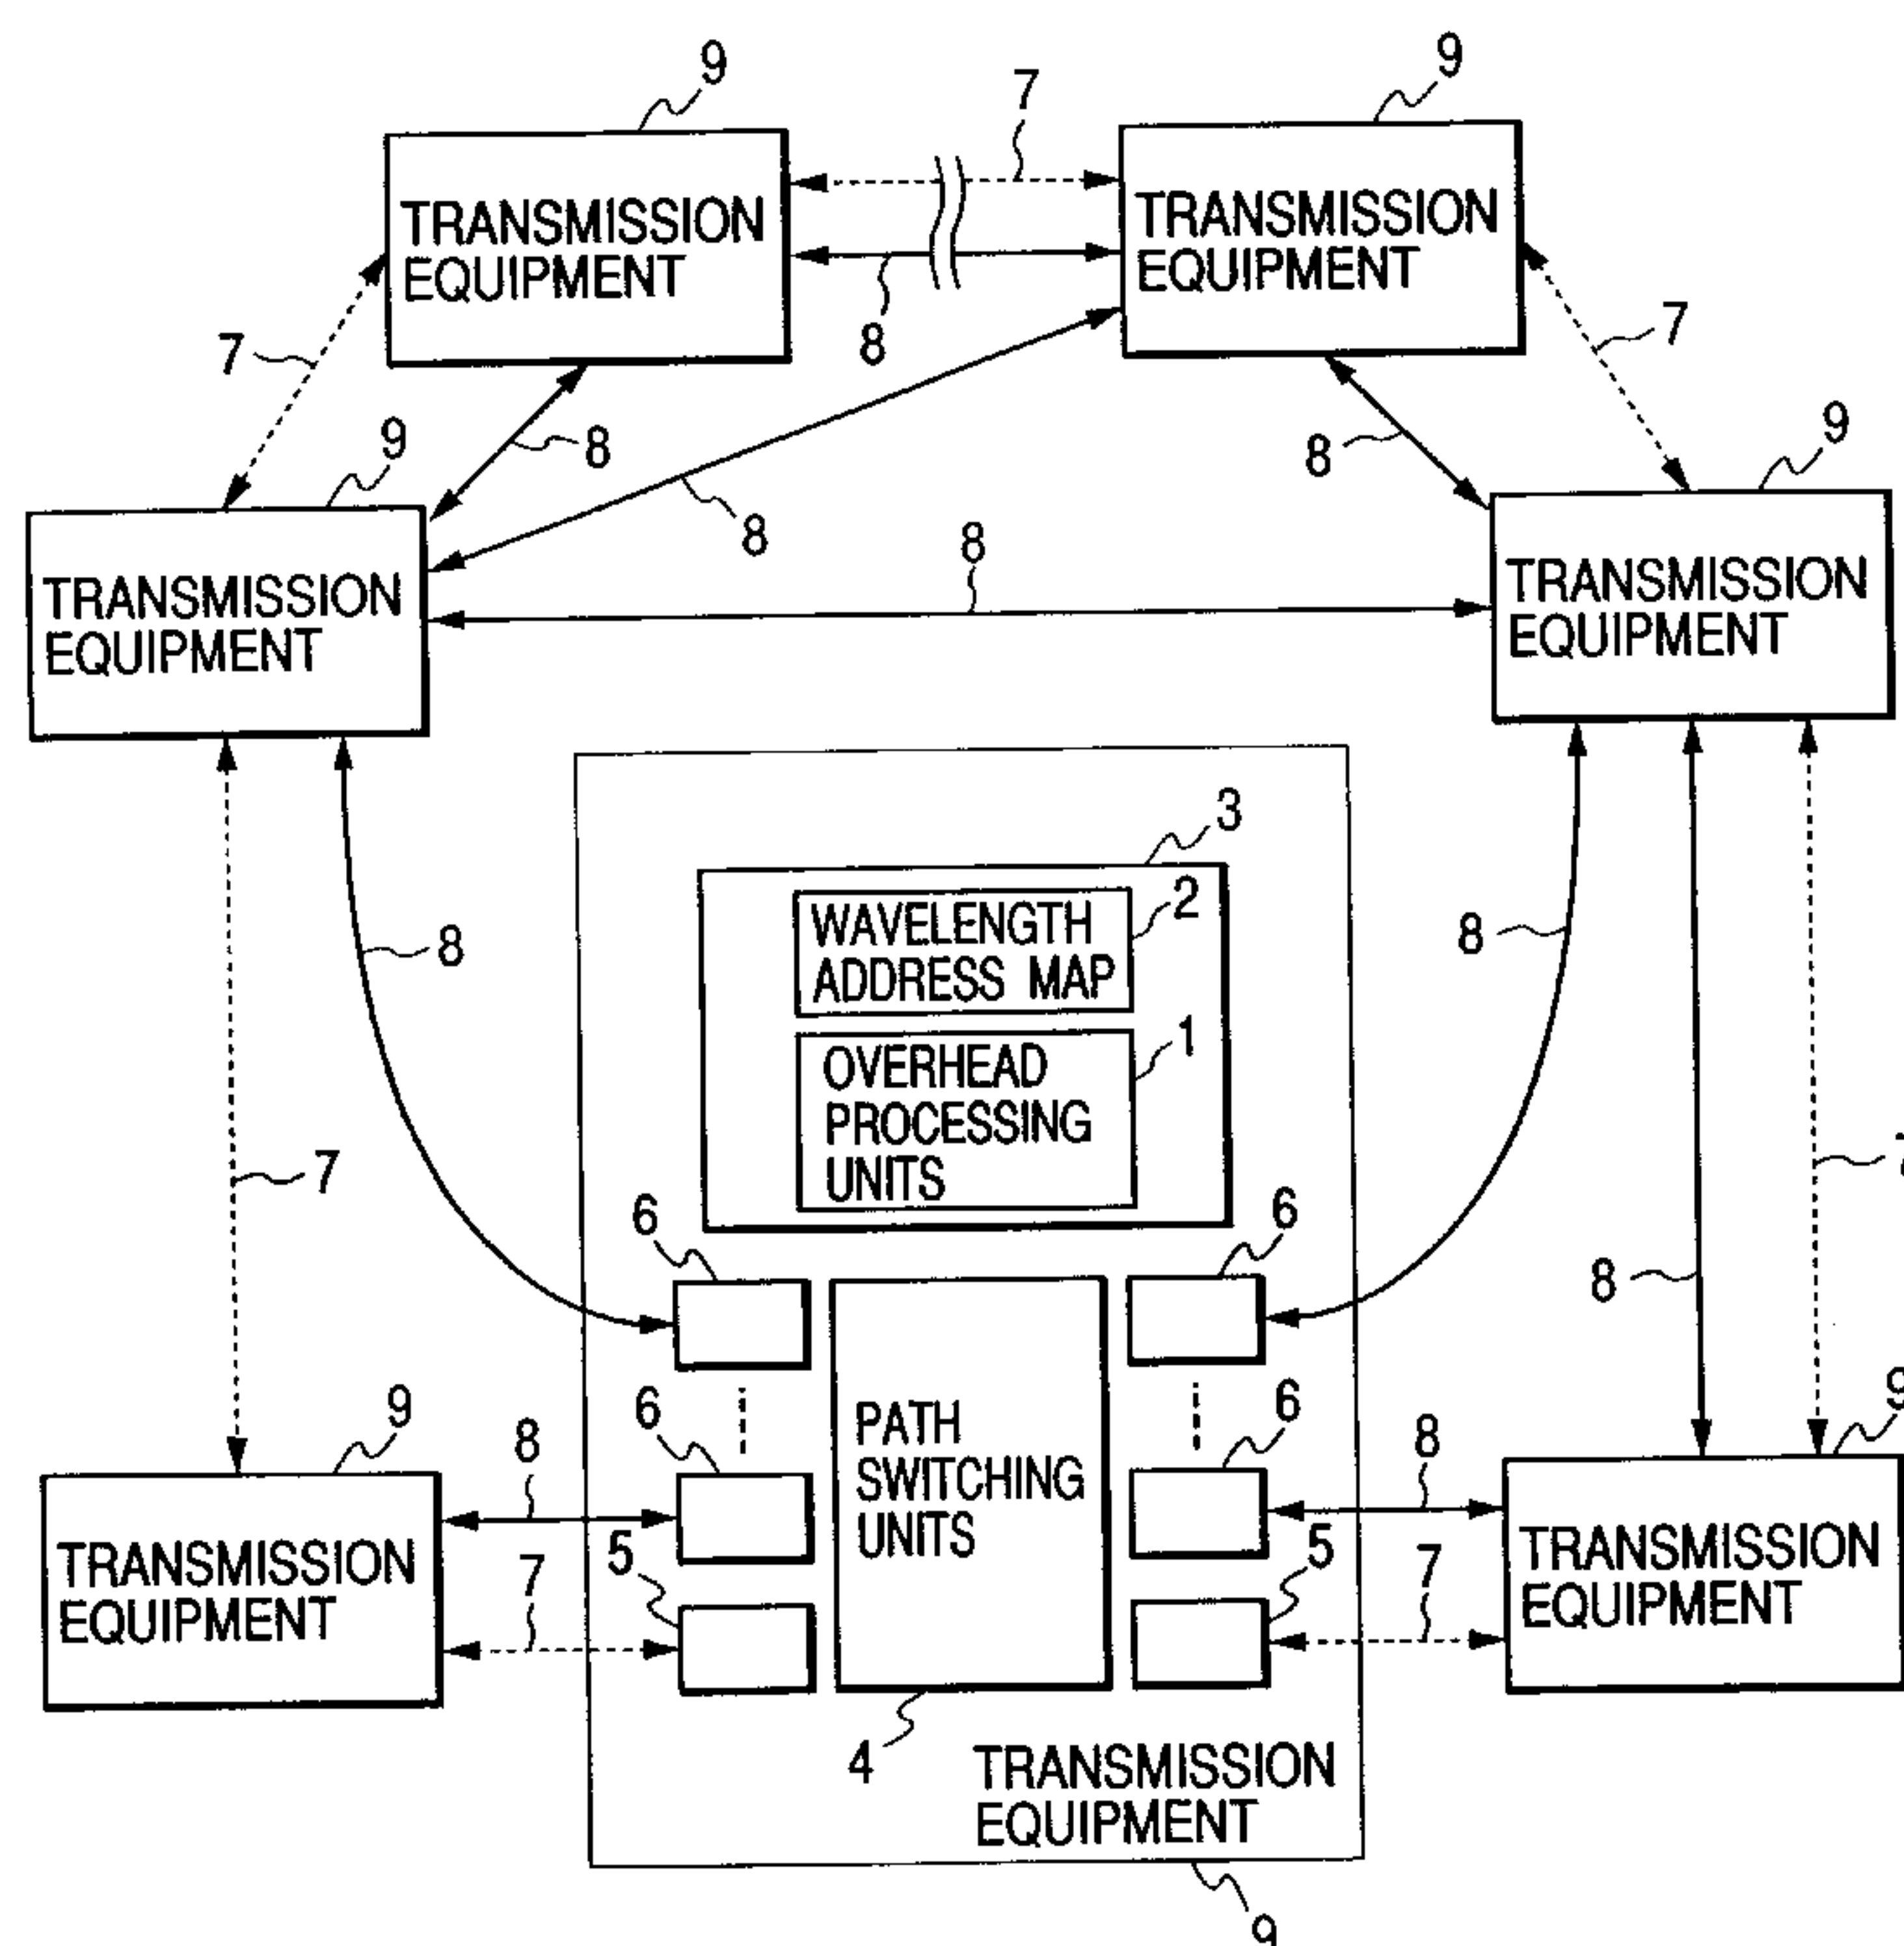 9
9
7
TRANSMISSION
EQUIPMENT
TRANSMISSION
EQUIPMENT
7
8
7
9
8
8
9
8
8
TRANSMISSION
EQUIPMENT
TRANSMISSION
EQUIPMENT
3
2
WAVELENGTH
ADDRESS MAP
8
8
1
OVERHEAD
PROCESSING
UNITS
7
6
6
8
9
8
6
PATH
SWITCHING
UNITS
6
8
9
TRANSMISSION
EQUIPMENT
5
7
5
7
TRANSMISSION
EQUIPMENT
4
TRANSMISSION
EQUIPMENT
9